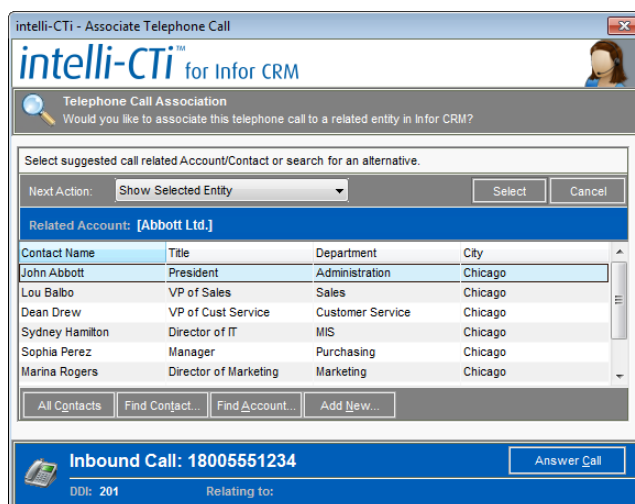 intelli-CTi - Associate Telephone Call
intelli-CTi™ for Infor CRM
Telephone Call Association
Would you like to associate this telephone call to a related entity in Infor CRM?
Select suggested call related Account/Contact or search for an alternative.
Next Action: Show Selected Entity Select Cancel
Related Account: [Abbott Ltd.]
Contact Name Title Department City
John Abbott President Administration Chicago
Lou Balbo VP of Sales Sales Chicago
Dean Drew VP of Cust Service Customer Service Chicago
Sydney Hamilton Director of IT MIS Chicago
Sophia Perez Manager Purchasing Chicago
Marina Rogers Director of Marketing Marketing Chicago
All Contacts Find Contact... Find Account... Add New...
Inbound Call: 18005551234 Answer Call
DDI: 201 Relating to: